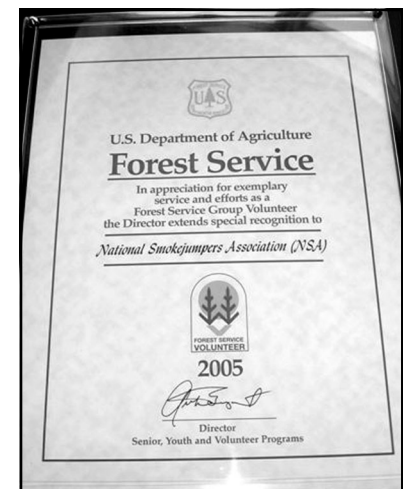 U S
U.S. Department of Agriculture
Forest Service
In appreciation for exemplary
service and efforts as a
Forest Service Group Volunteer
the Director extends special recognition to
National Smokejumpers Association (NSA)
FOREST SERVICE
VOLUNTEER
2005
Director
Senior, Youth and Volunteer Programs